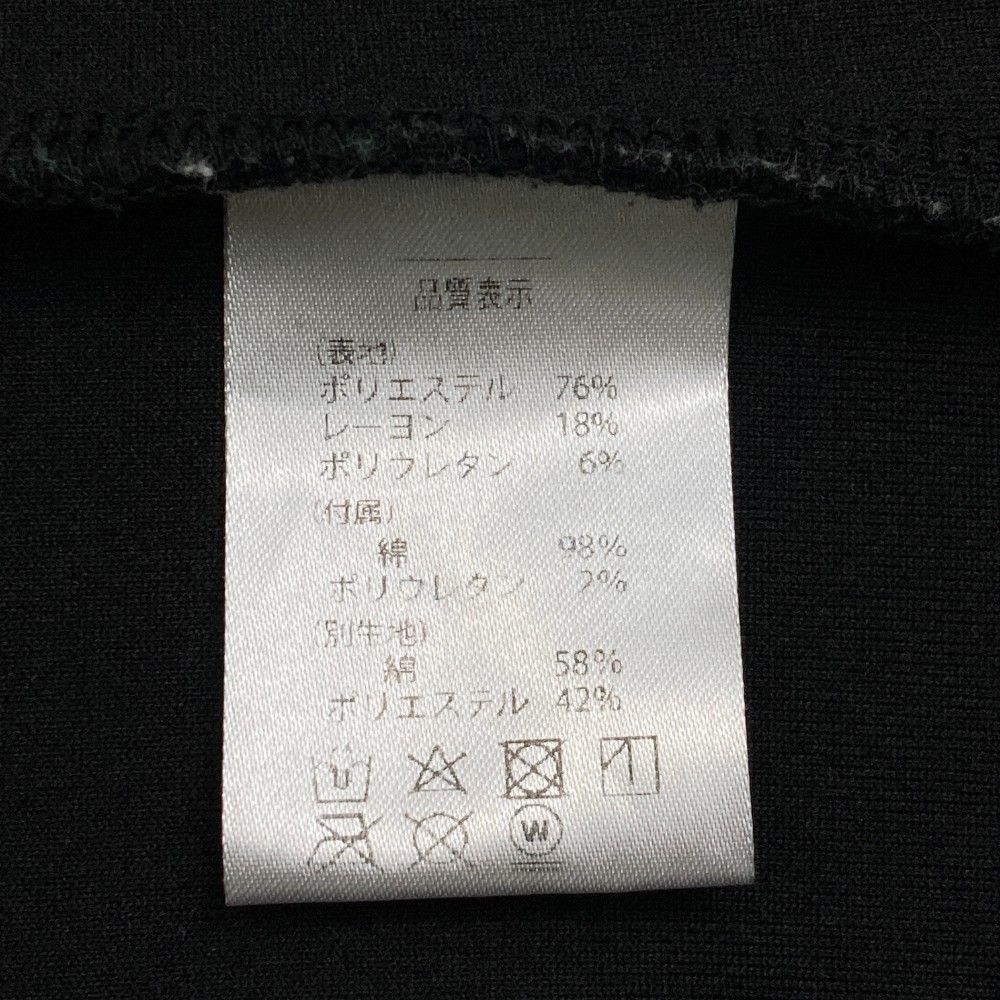 品質表示
(表地)
ポリエステル 76%
レーヨン 18%
ポリウレタン 6%
(付属)
綿 98%
ポリウレタン 2%
(別生地)
綿 58%
ポリエステル 42%
W